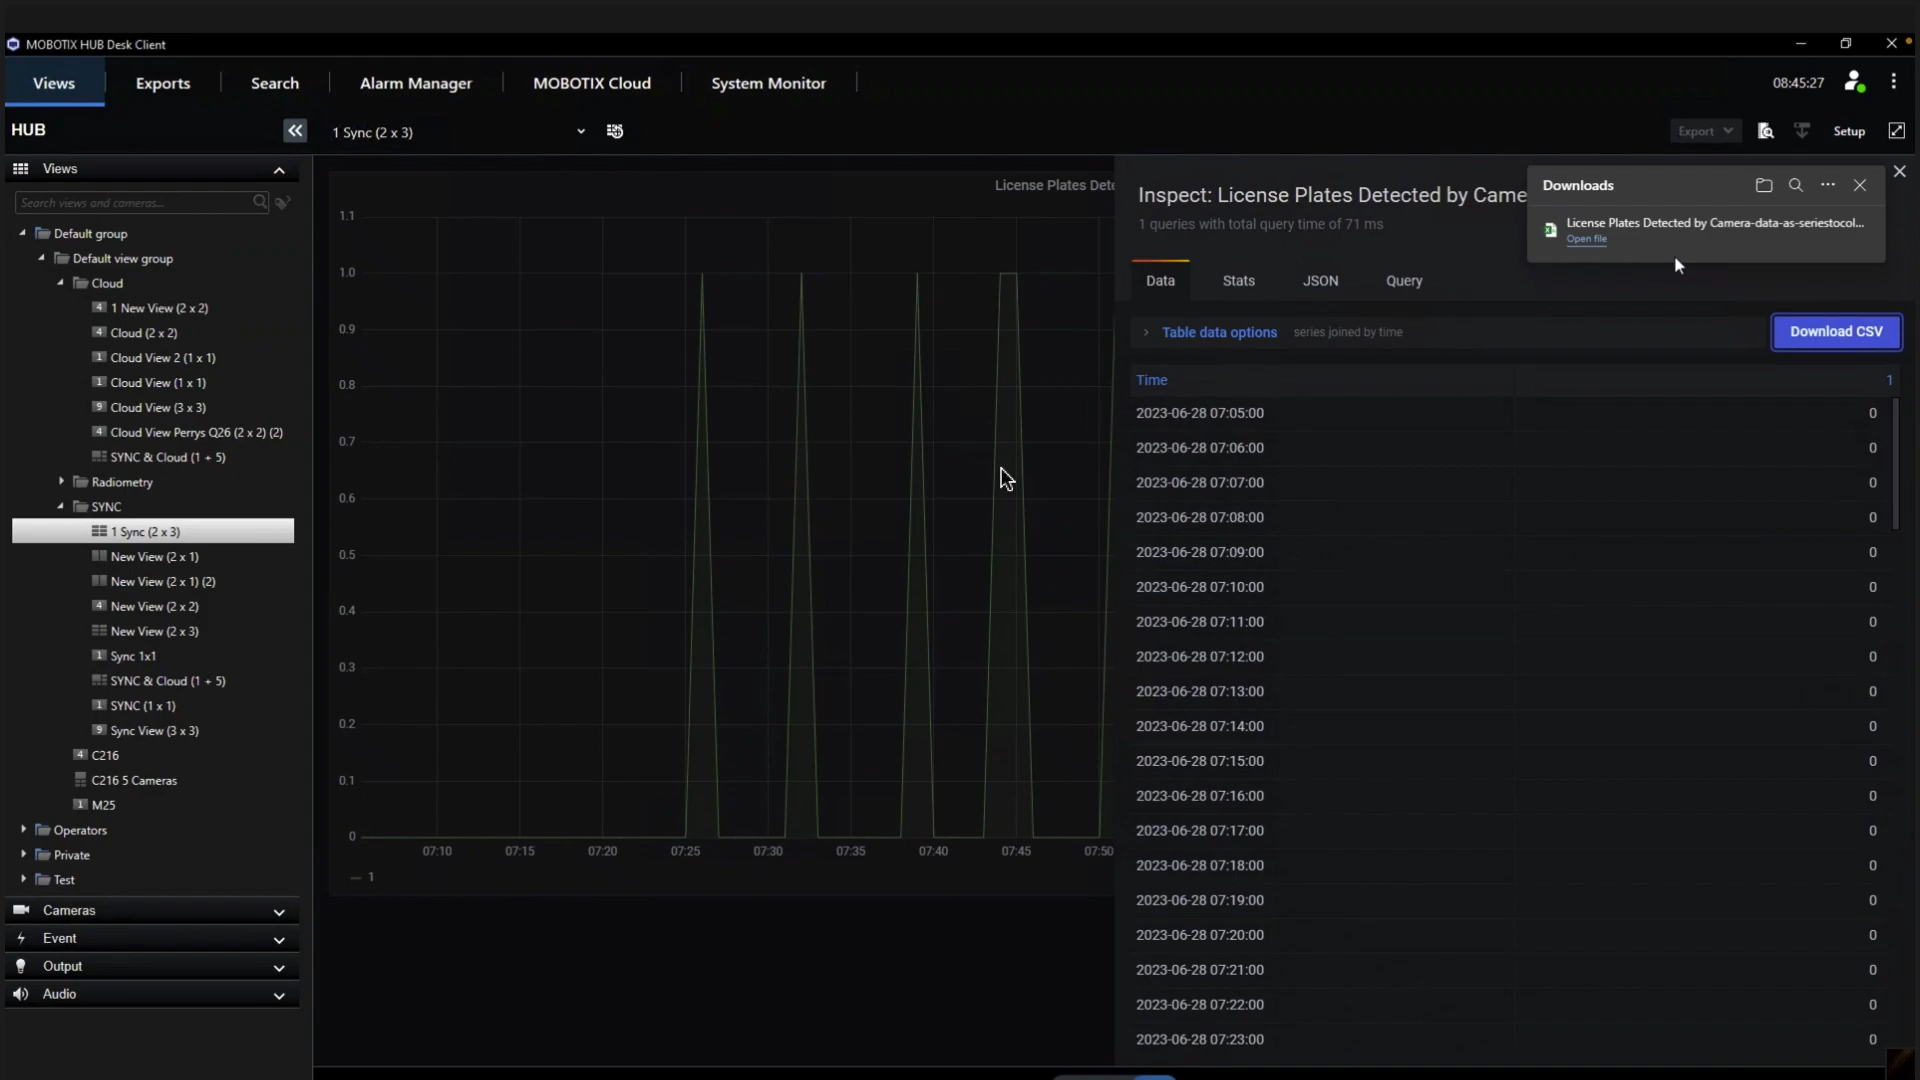 MOBOTIX HUB Desk Client
Views
Exports
Search
Alarm Manager
MOBOTIX Cloud
System Monitor
08:45:27
HUB
1 Sync (2 x 3)
Export
Setup
Views
Search views and cameras...
Default group
Default view group
Cloud
4 1 New View (2 x 2)
4 Cloud (2 x 2)
1 Cloud View 2 (1 x 1)
1 Cloud View (1 x 1)
9 Cloud View (3 x 3)
4 Cloud View Perrys Q26 (2 x 2) (2)
SYNC & Cloud (1 + 5)
Radiometry
SYNC
1 Sync (2 x 3)
New View (2 x 1)
New View (2 x 1) (2)
4 New View (2 x 2)
New View (2 x 3)
1 Sync 1x1
SYNC & Cloud (1 + 5)
1 SYNC (1 x 1)
9 Sync View (3 x 3)
4 C216
C216 5 Cameras
1 M25
Operators
Private
Test
Cameras
Event
Output
Audio
License Plates Dete
1.1
1.0
0.9
0.8
0.7
0.6
0.5
0.4
0.3
0.2
0.1
0
07:10 07:15 07:20 07:25 07:30 07:35 07:40 07:45 07:50
1
Inspect: License Plates Detected by Came
1 queries with total query time of 71 ms
Downloads
License Plates Detected by Camera-data-as-seriestocol...
Open file
Data
Stats
JSON
Query
Table data options
series joined by time
Download CSV
Time 1
2023-06-28 07:05:00 0
2023-06-28 07:06:00 0
2023-06-28 07:07:00 0
2023-06-28 07:08:00 0
2023-06-28 07:09:00 0
2023-06-28 07:10:00 0
2023-06-28 07:11:00 0
2023-06-28 07:12:00 0
2023-06-28 07:13:00 0
2023-06-28 07:14:00 0
2023-06-28 07:15:00 0
2023-06-28 07:16:00 0
2023-06-28 07:17:00 0
2023-06-28 07:18:00 0
2023-06-28 07:19:00 0
2023-06-28 07:20:00 0
2023-06-28 07:21:00 0
2023-06-28 07:22:00 0
2023-06-28 07:23:00 0